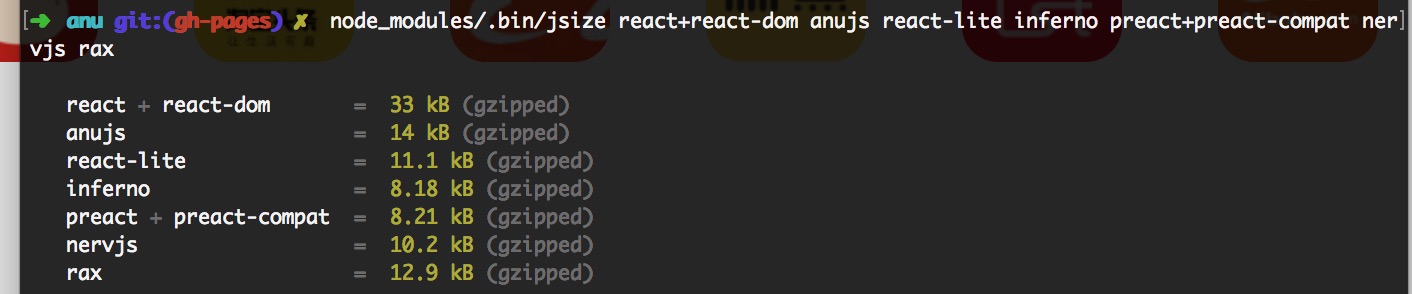 [➜ anu git:(gh-pages) ✗ node_modules/.bin/jsize react+react-dom anujs react-lite inferno preact+preact-compat ner]
vjs rax
react + react-dom = 33 kB (gzipped)
anujs = 14 kB (gzipped)
react-lite = 11.1 kB (gzipped)
inferno = 8.18 kB (gzipped)
preact + preact-compat = 8.21 kB (gzipped)
nervjs = 10.2 kB (gzipped)
rax = 12.9 kB (gzipped)